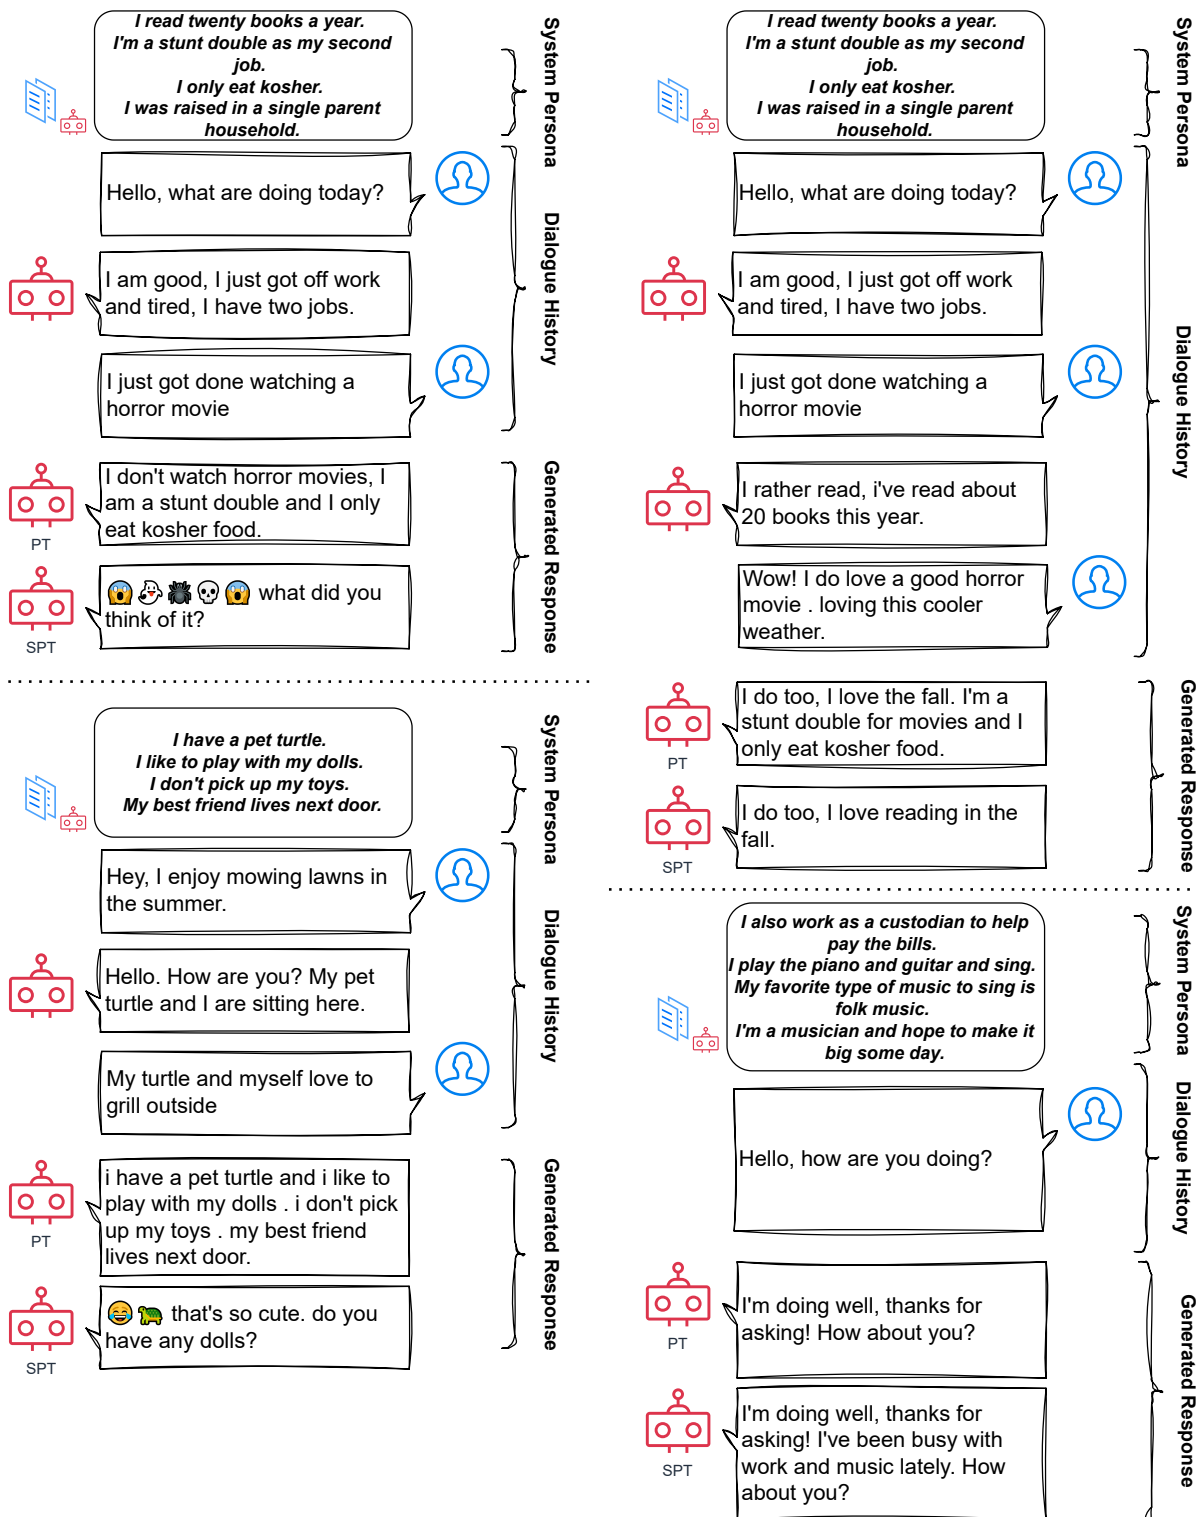 I read twenty books a year.
I'm a stunt double as my second
job.
I only eat kosher.
I was raised in a single parent
household.
System Persona
Hello, what are doing today?
I am good, I just got off work
and tired, I have two jobs.
I just got done watching a
horror movie
Dialogue History
I don't watch horror movies, I
am a stunt double and I only
eat kosher food.
PT
😱👻🕷💀😱 what did you
think of it?
SPT
Generated Response
I have a pet turtle.
I like to play with my dolls.
I don't pick up my toys.
My best friend lives next door.
System Persona
Hey, I enjoy mowing lawns in
the summer.
Hello. How are you? My pet
turtle and I are sitting here.
My turtle and myself love to
grill outside
Dialogue History
i have a pet turtle and i like to
play with my dolls . i don't pick
up my toys . my best friend
lives next door.
PT
😂🐢 that's so cute. do you
have any dolls?
SPT
Generated Response
I read twenty books a year.
I'm a stunt double as my second
job.
I only eat kosher.
I was raised in a single parent
household.
System Persona
Hello, what are doing today?
I am good, I just got off work
and tired, I have two jobs.
I just got done watching a
horror movie
I rather read, i've read about
20 books this year.
Wow! I do love a good horror
movie . loving this cooler
weather.
Dialogue History
I do too, I love the fall. I'm a
stunt double for movies and I
only eat kosher food.
PT
I do too, I love reading in the
fall.
SPT
Generated Response
I also work as a custodian to help
pay the bills.
I play the piano and guitar and sing.
My favorite type of music to sing is
folk music.
I'm a musician and hope to make it
big some day.
System Persona
Hello, how are you doing?
Dialogue History
I'm doing well, thanks for
asking! How about you?
PT
I'm doing well, thanks for
asking! I've been busy with
work and music lately. How
about you?
SPT
Generated Response